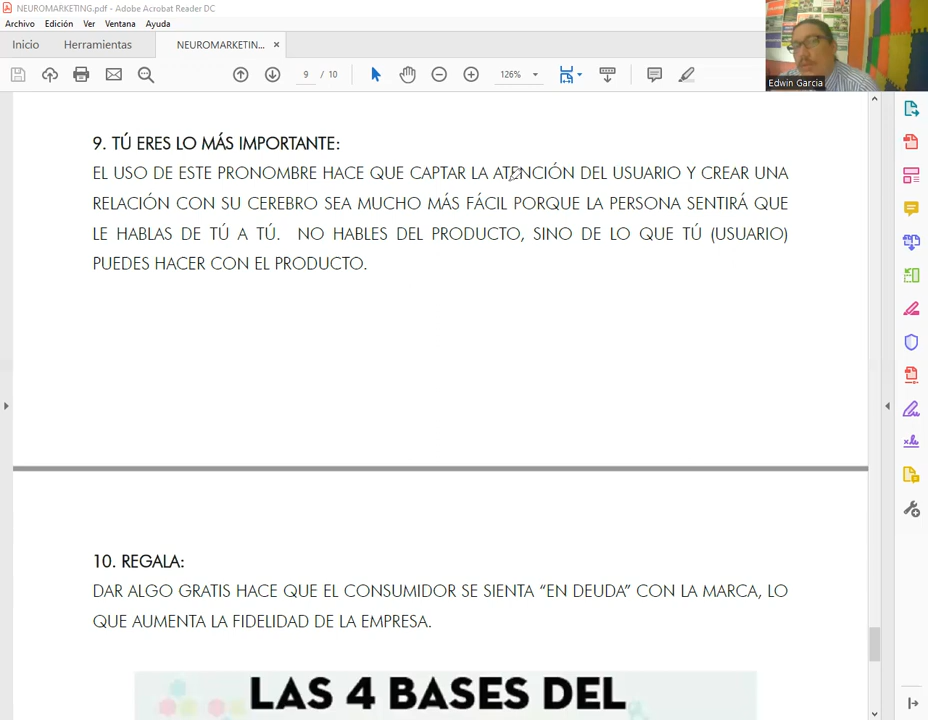 NEUROMARKETING.pdf - Adobe Acrobat Reader DC
Archivo Edición Ver Ventana Ayuda
Inicio Herramientas NEUROMARKETIN... ×
9 / 10 126%
Edwin Garcia
9. TÚ ERES LO MÁS IMPORTANTE:
EL USO DE ESTE PRONOMBRE HACE QUE CAPTAR LA ATENCIÓN DEL USUARIO Y CREAR UNA
RELACIÓN CON SU CEREBRO SEA MUCHO MÁS FÁCIL PORQUE LA PERSONA SENTIRÁ QUE
LE HABLAS DE TÚ A TÚ. NO HABLES DEL PRODUCTO, SINO DE LO QUE TÚ (USUARIO)
PUEDES HACER CON EL PRODUCTO.
10. REGALA:
DAR ALGO GRATIS HACE QUE EL CONSUMIDOR SE SIENTA “EN DEUDA” CON LA MARCA, LO
QUE AUMENTA LA FIDELIDAD DE LA EMPRESA.
LAS 4 BASES DEL